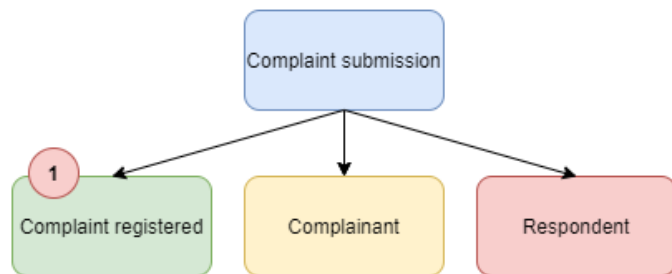 Complaint submission
1
Complaint registered
Complainant
Respondent